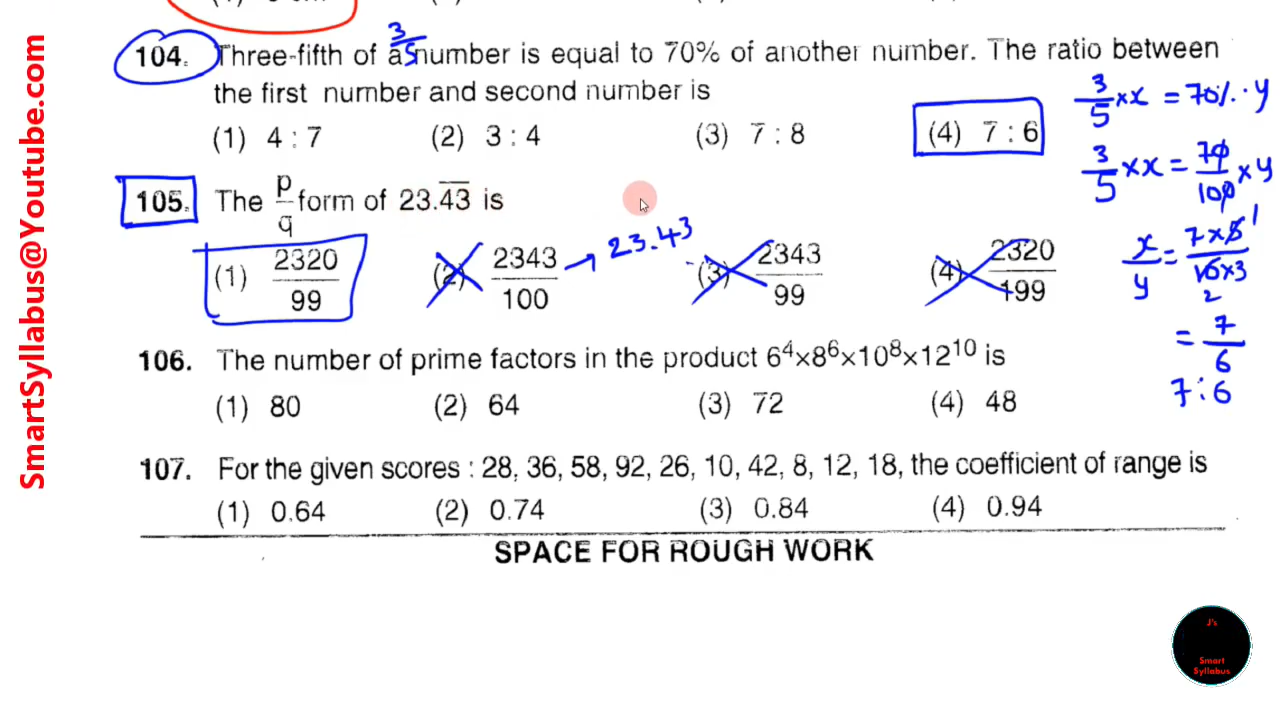 104. Three-fifth of a number is equal to 70% of another number. The ratio between
3/5
the first number and second number is
(1) 4 : 7 (2) 3 : 4 (3) 7 : 8 (4) 7 : 6
3/5 × x = 70% · y
3/5 × x = 70/100 × y
x/y = 7 × 5 1/10 × 3 2
= 7/6
7 : 6
105. The p/q form of 23.4̅3̅ is
(1) 2320/99 (2) 2343/100 → 23.43 (3) 2343/99 (4) 2320/199
106. The number of prime factors in the product 6⁴×8⁶×10⁸×12¹⁰ is
(1) 80 (2) 64 (3) 72 (4) 48
107. For the given scores : 28, 36, 58, 92, 26, 10, 42, 8, 12, 18, the coefficient of range is
(1) 0.64 (2) 0.74 (3) 0.84 (4) 0.94
SPACE FOR ROUGH WORK
SmartSyllabus@Youtube.com
J's
Smart
Syllabus